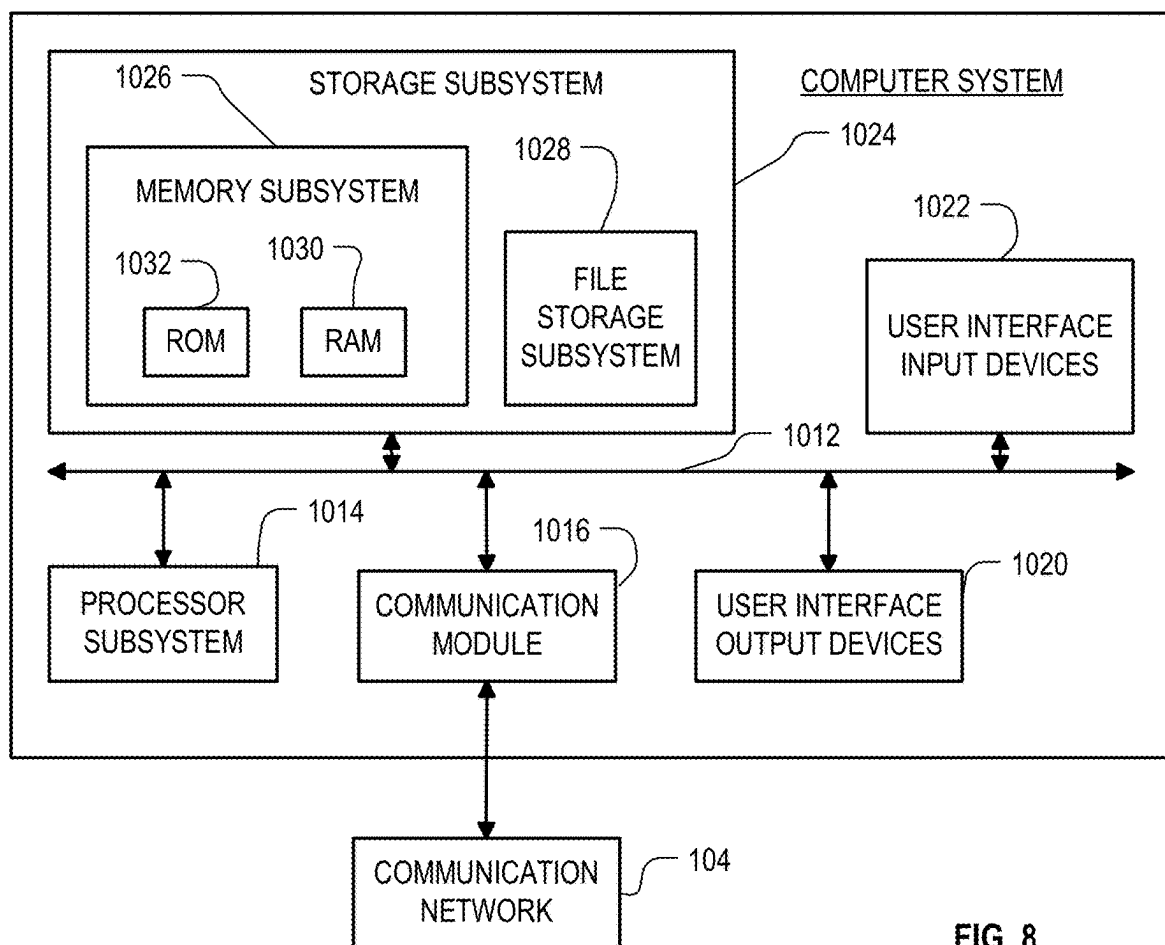 STORAGE SUBSYSTEM
COMPUTER SYSTEM
1026
1024
MEMORY SUBSYSTEM
1028
1022
1032
1030
ROM
RAM
FILE
STORAGE
SUBSYSTEM
USER INTERFACE
INPUT DEVICES
1012
1014
1016
1020
PROCESSOR
SUBSYSTEM
COMMUNICATION
MODULE
USER INTERFACE
OUTPUT DEVICES
COMMUNICATION
NETWORK
104
FIG. 8